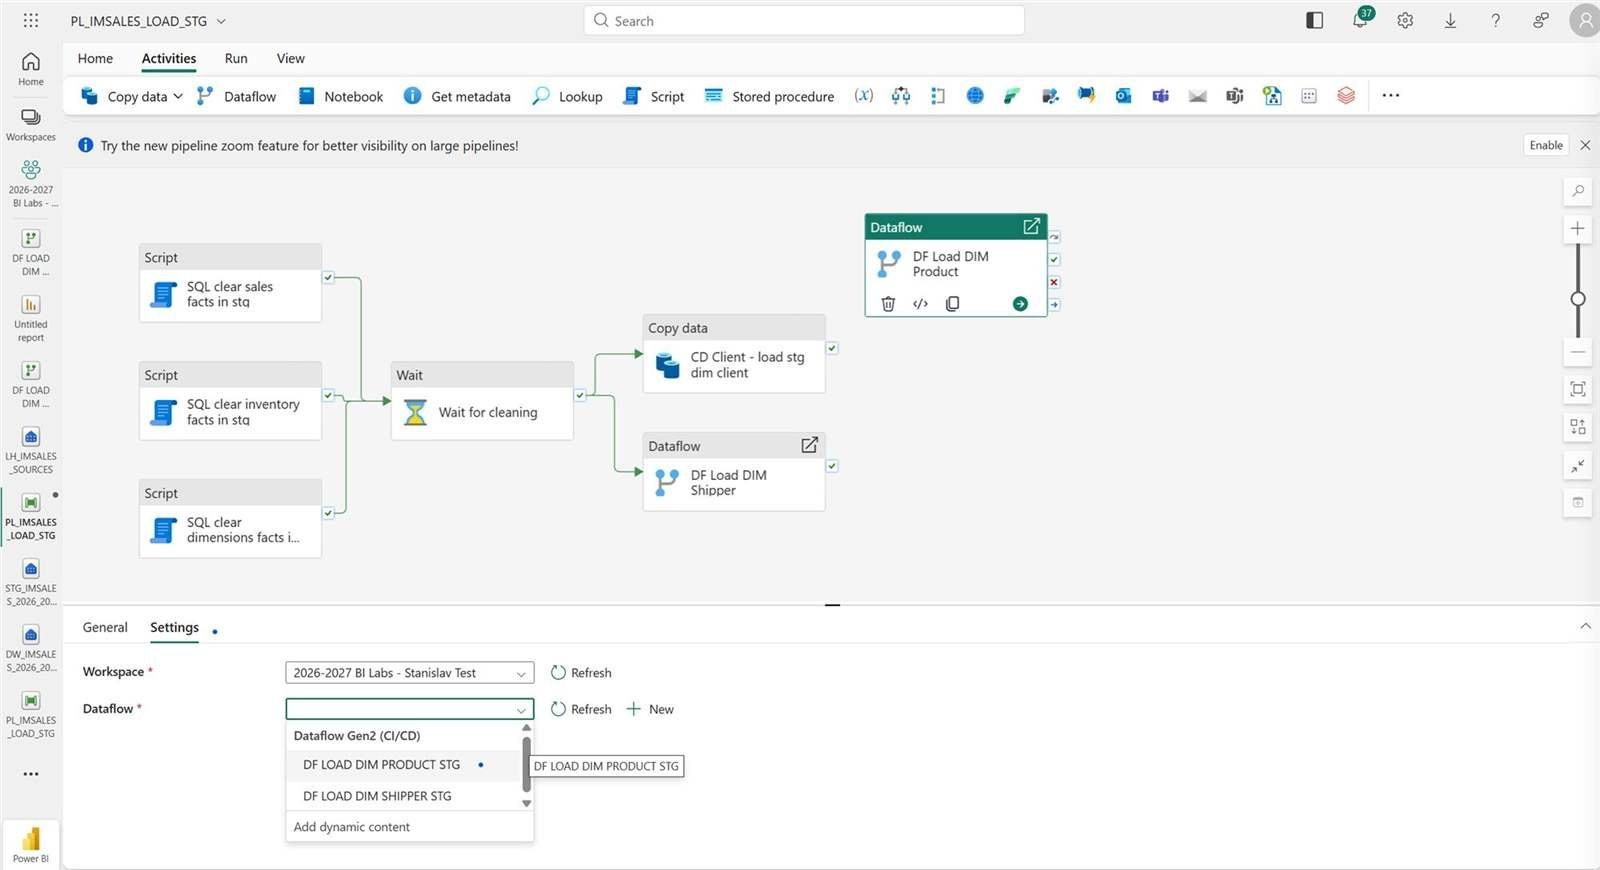 PL_IMSALES_LOAD_STG
Search
37
Home
Activities
Run
View
Copy data
Dataflow
Notebook
Get metadata
Lookup
Script
Stored procedure
(X)
Try the new pipeline zoom feature for better visibility on large pipelines!
Enable
Home
Workspaces
2026-2027
BI Labs - ...
DF LOAD
DIM ...
Untitled
report
DF LOAD
DIM ...
LH_IMSALES
_SOURCES
PL_IMSALES
_LOAD_STG
STG_IMSALE
S_2026_20...
DW_IMSALE
S_2026_20...
PL_IMSALES
_LOAD_STG
Power BI
Script
SQL clear sales
facts in stg
Script
SQL clear inventory
facts in stg
Script
SQL clear
dimensions facts i...
Wait
Wait for cleaning
Copy data
CD Client - load stg
dim client
Dataflow
DF Load DIM
Shipper
Dataflow
DF Load DIM
Product
General
Settings
Workspace *
2026-2027 BI Labs - Stanislav Test
Refresh
Dataflow *
Refresh
New
Dataflow Gen2 (CI/CD)
DF LOAD DIM PRODUCT STG
DF LOAD DIM PRODUCT STG
DF LOAD DIM SHIPPER STG
Add dynamic content